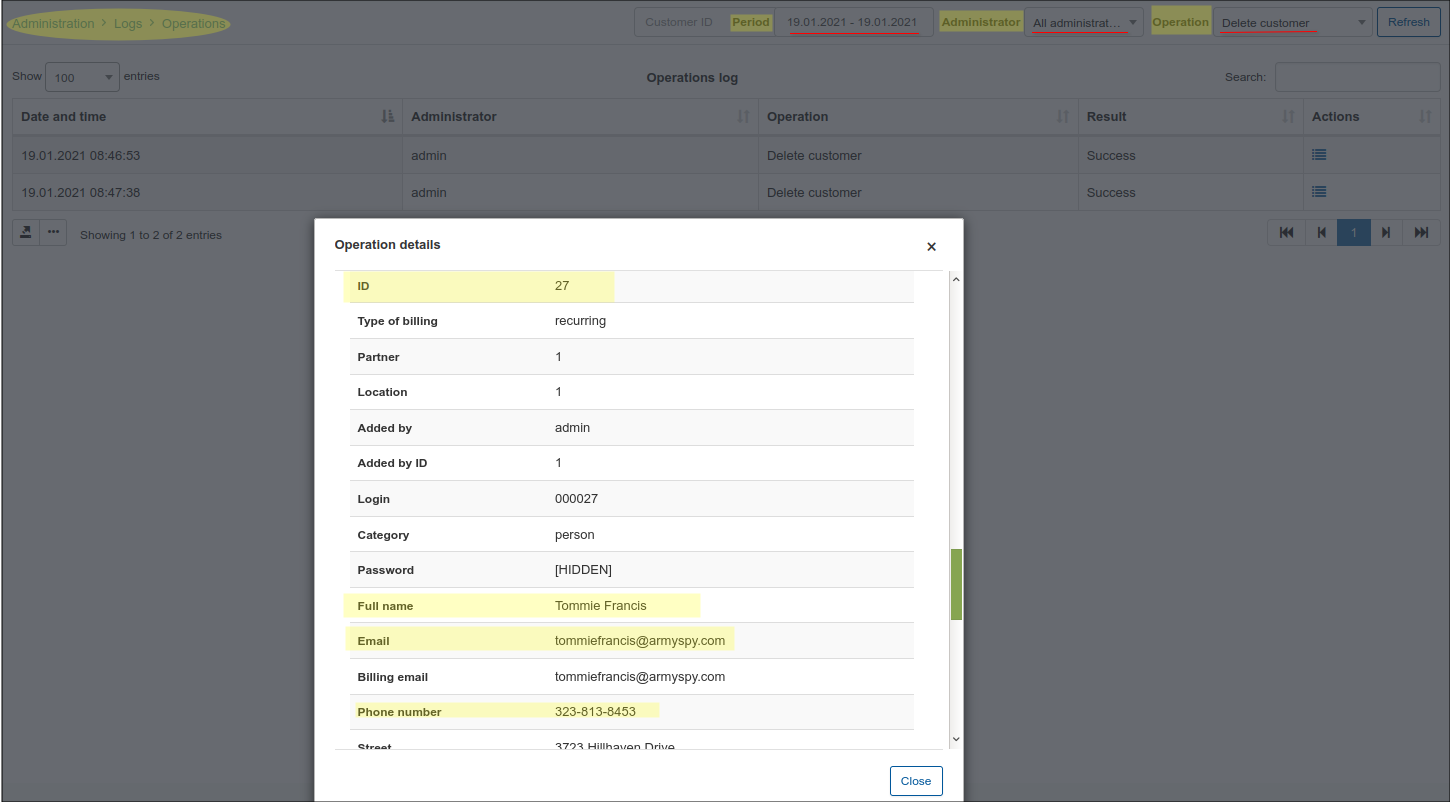 Administration > Logs > Operations Customer ID Period 19.01.2021 - 19.01.2021 Administrator All administrat... Operation Delete customer Refresh
Show 100 entries Operations log Search:
Date and time Administrator Operation Result Actions
19.01.2021 08:46:53 admin Delete customer Success
19.01.2021 08:47:38 admin Delete customer Success
Showing 1 to 2 of 2 entries 1
Operation details ×
ID 27
Type of billing recurring
Partner 1
Location 1
Added by admin
Added by ID 1
Login 000027
Category person
Password [HIDDEN]
Full name Tommie Francis
Email tommiefrancis@armyspy.com
Billing email tommiefrancis@armyspy.com
Phone number 323-813-8453
Street 3723 Hillhaven Drive
Close